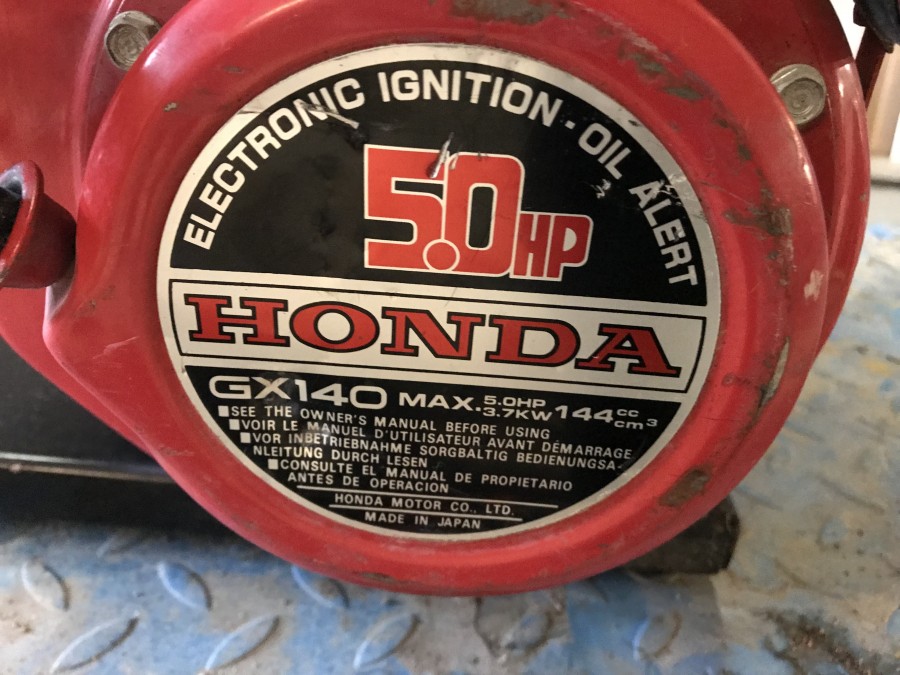 ELECTRONIC IGNITION · OIL ALERT
5.0HP
HONDA
GX140 MAX. 5.0HP 3.7KW 144cc cm³
■SEE THE OWNER'S MANUAL BEFORE USING
■VOIR LE MANUEL D'UTILISATEUR AVANT DÉMARRAGE
■VOR INBETRIEBNAHME SORGBALTIG BEDIENUNGSA-
NLEITUNG DURCH LESEN
■CONSULTE EL MANUAL DE PROPIETARIO
ANTES DE OPERACION
HONDA MOTOR CO., LTD.
MADE IN JAPAN